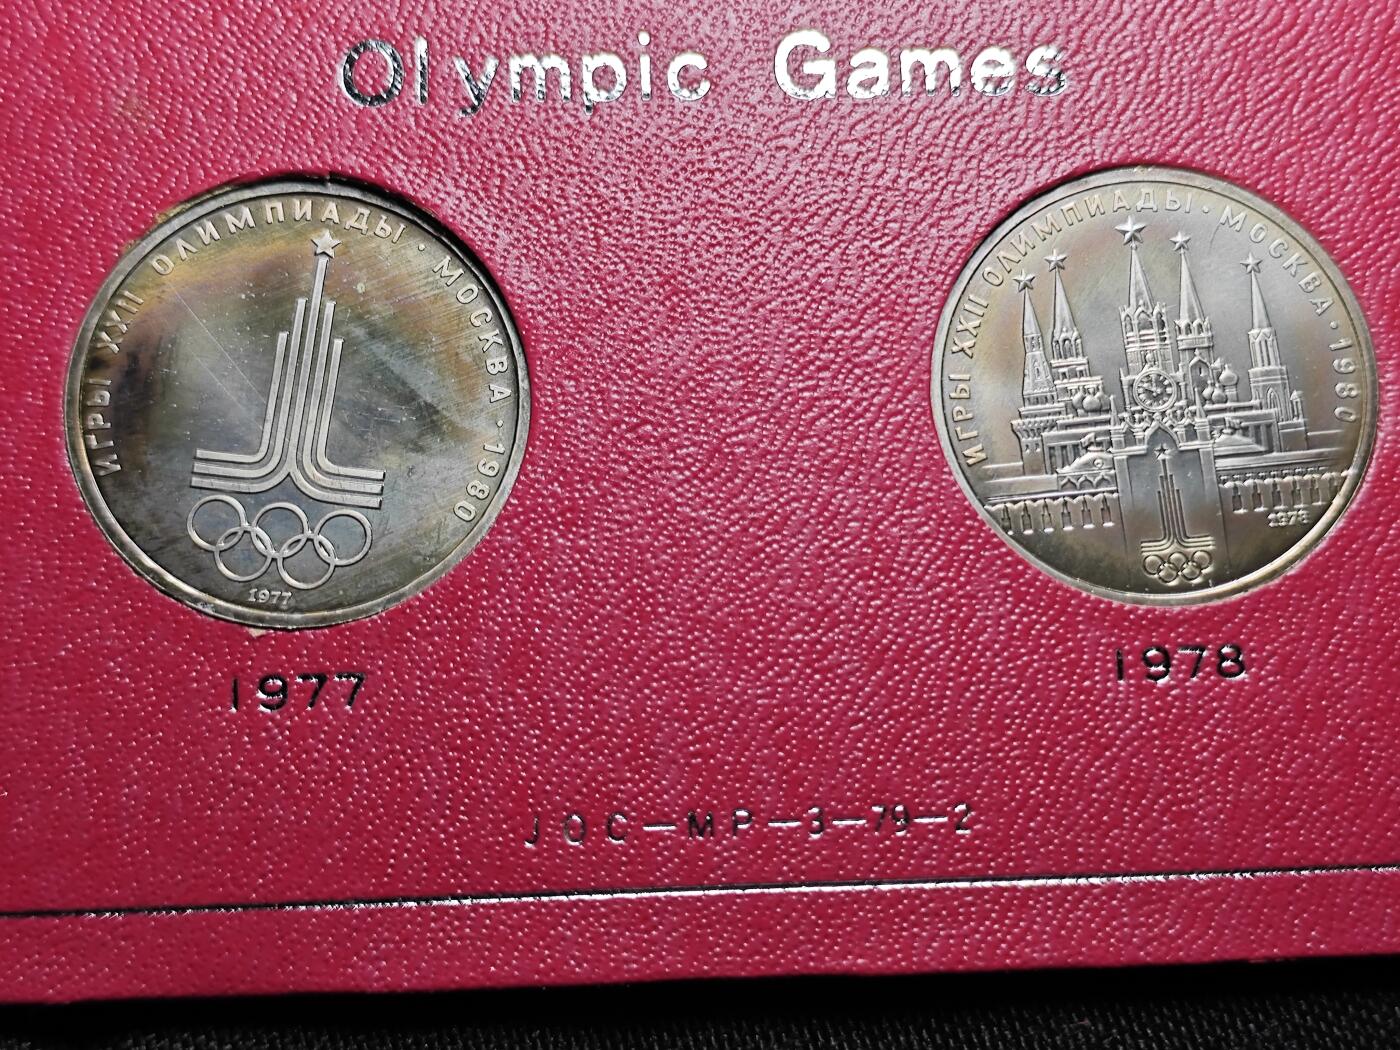 Olympic Games
ИГРЫ XXII ОЛИМПИАДЫ · МОСКВА · 1980
1977
ИГРЫ XXII ОЛИМПИАДЫ · МОСКВА · 1980
1978
1977
1978
JOC-MP-3-79-2